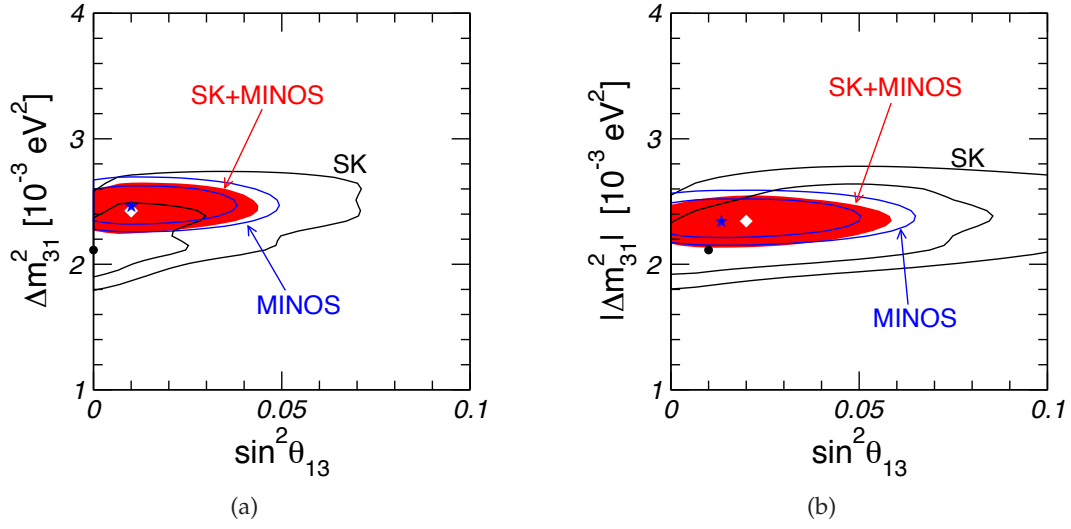 4
3
2
1
Δm²₃₁ [10⁻³ eV²]
SK+MINOS
SK
MINOS
0
0.05
0.1
sin²θ₁₃
(a)
4
3
2
1
|Δm²₃₁| [10⁻³ eV²]
SK+MINOS
SK
MINOS
0
0.05
0.1
sin²θ₁₃
(b)